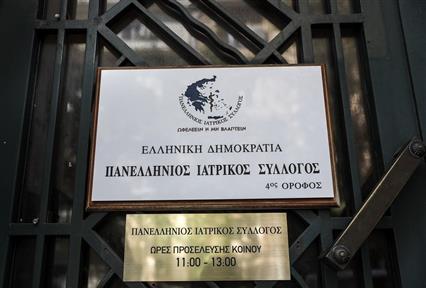 ΠΑΝΕΛΛΗΝΙΟΣ ΙΑΤΡΙΚΟΣ ΣΥΛΛΟΓΟΣ
ΩΦΕΛΕΕΙΝ Η ΜΗ ΒΛΑΠΤΕΙΝ
ΕΛΛΗΝΙΚΗ ΔΗΜΟΚΡΑΤΙΑ
ΠΑΝΕΛΛΗΝΙΟΣ ΙΑΤΡΙΚΟΣ ΣΥΛΛΟΓΟΣ
4ος ΟΡΟΦΟΣ
ΠΑΝΕΛΛΗΝΙΟΣ ΙΑΤΡΙΚΟΣ ΣΥΛΛΟΓΟΣ
ΩΡΕΣ ΠΡΟΣΕΛΕΥΣΗΣ ΚΟΙΝΟΥ
11:00 - 13:00